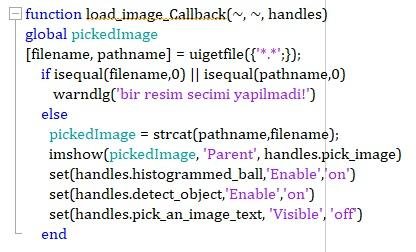 function load_image_Callback(~, ~, handles)
global pickedImage
[filename, pathname] = uigetfile({'*.*';});
if isequal(filename,0) || isequal(pathname,0)
warndlg('bir resim secimi yapilmadi!')
else
pickedImage = strcat(pathname,filename);
imshow(pickedImage, 'Parent', handles.pick_image)
set(handles.histogrammed_ball,'Enable','on')
set(handles.detect_object,'Enable','on')
set(handles.pick_an_image_text, 'Visible', 'off')
end